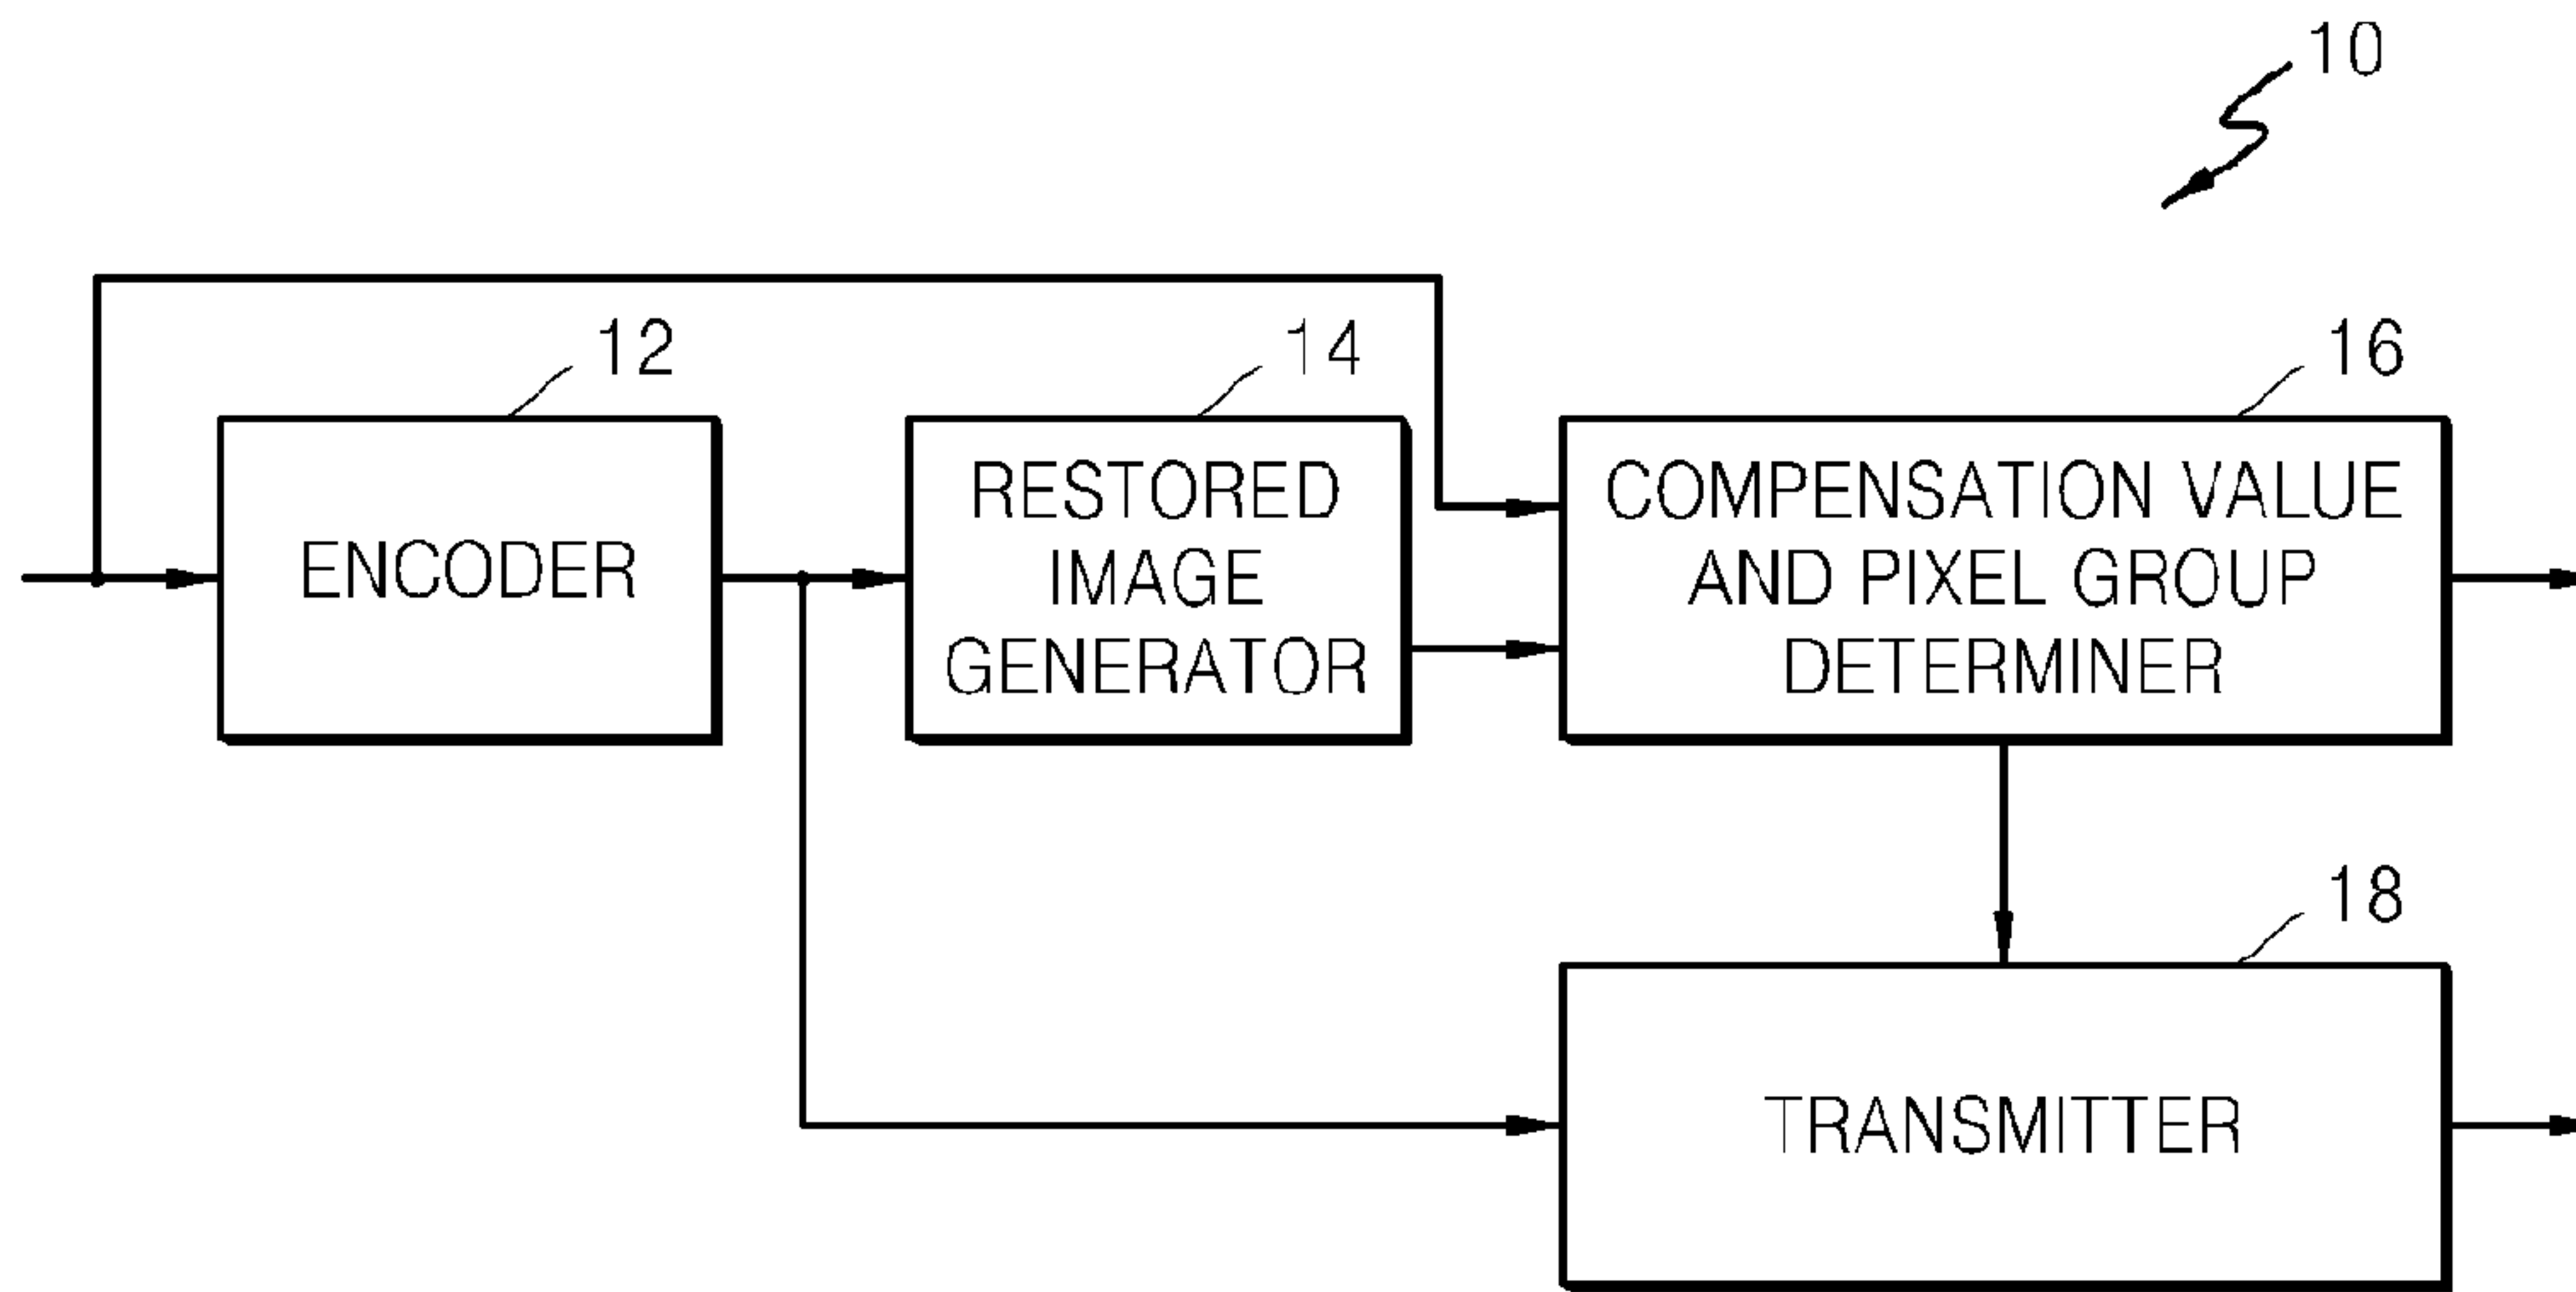 10
12
14
16
ENCODER
RESTORED
IMAGE
GENERATOR
COMPENSATION VALUE
AND PIXEL GROUP
DETERMINER
18
TRANSMITTER